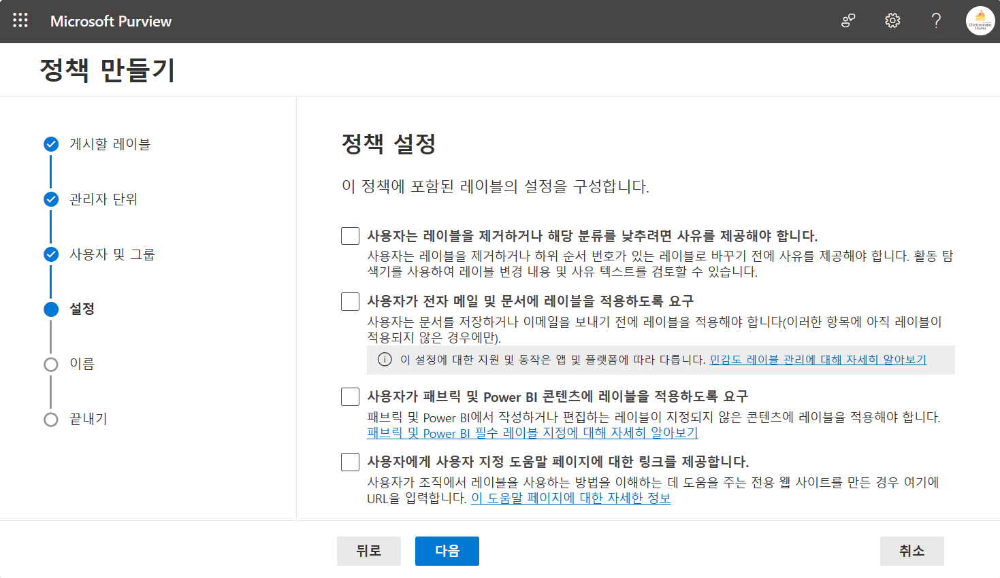 Microsoft Purview
Cheesecake
Studio
정책 만들기
게시할 레이블
관리자 단위
사용자 및 그룹
설정
이름
끝내기
정책 설정
이 정책에 포함된 레이블의 설정을 구성합니다.
사용자는 레이블을 제거하거나 해당 분류를 낮추려면 사유를 제공해야 합니다.
사용자는 레이블을 제거하거나 하위 순서 번호가 있는 레이블로 바꾸기 전에 사유를 제공해야 합니다. 활동 탐
색기를 사용하여 레이블 변경 내용 및 사유 텍스트를 검토할 수 있습니다.
사용자가 전자 메일 및 문서에 레이블을 적용하도록 요구
사용자는 문서를 저장하거나 이메일을 보내기 전에 레이블을 적용해야 합니다(이러한 항목에 아직 레이블이
적용되지 않은 경우에만).
이 설정에 대한 지원 및 동작은 앱 및 플랫폼에 따라 다릅니다. 민감도 레이블 관리에 대해 자세히 알아보기
사용자가 패브릭 및 Power BI 콘텐츠에 레이블을 적용하도록 요구
패브릭 및 Power BI에서 작성하거나 편집하는 레이블이 지정되지 않은 콘텐츠에 레이블을 적용해야 합니다.
패브릭 및 Power BI 필수 레이블 지정에 대해 자세히 알아보기
사용자에게 사용자 지정 도움말 페이지에 대한 링크를 제공합니다.
사용자가 조직에서 레이블을 사용하는 방법을 이해하는 데 도움을 주는 전용 웹 사이트를 만든 경우 여기에
URL을 입력합니다. 이 도움말 페이지에 대한 자세한 정보
뒤로
다음
취소